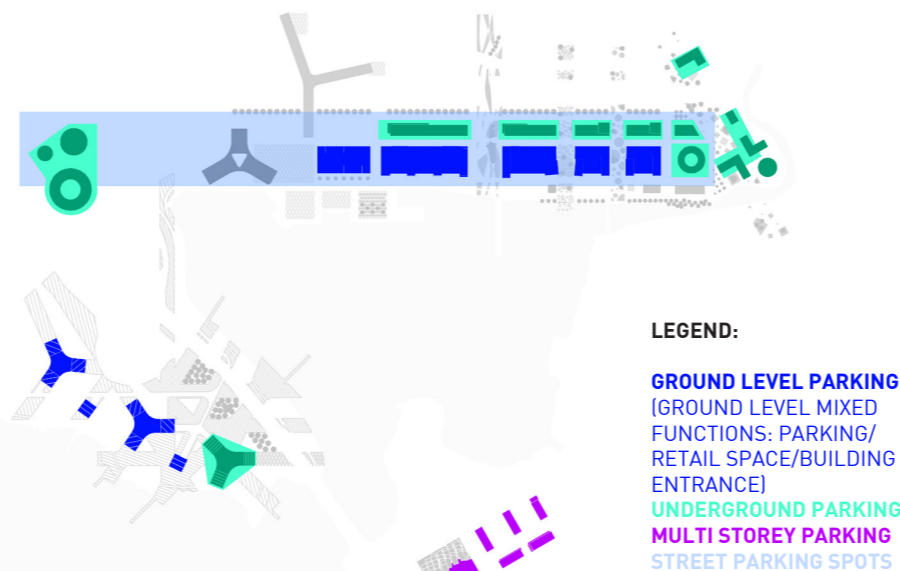 LEGEND:
GROUND LEVEL PARKING
(GROUND LEVEL MIXED
FUNCTIONS: PARKING/
RETAIL SPACE/BUILDING
ENTRANCE)
UNDERGROUND PARKING
MULTI STOREY PARKING
STREET PARKING SPOTS